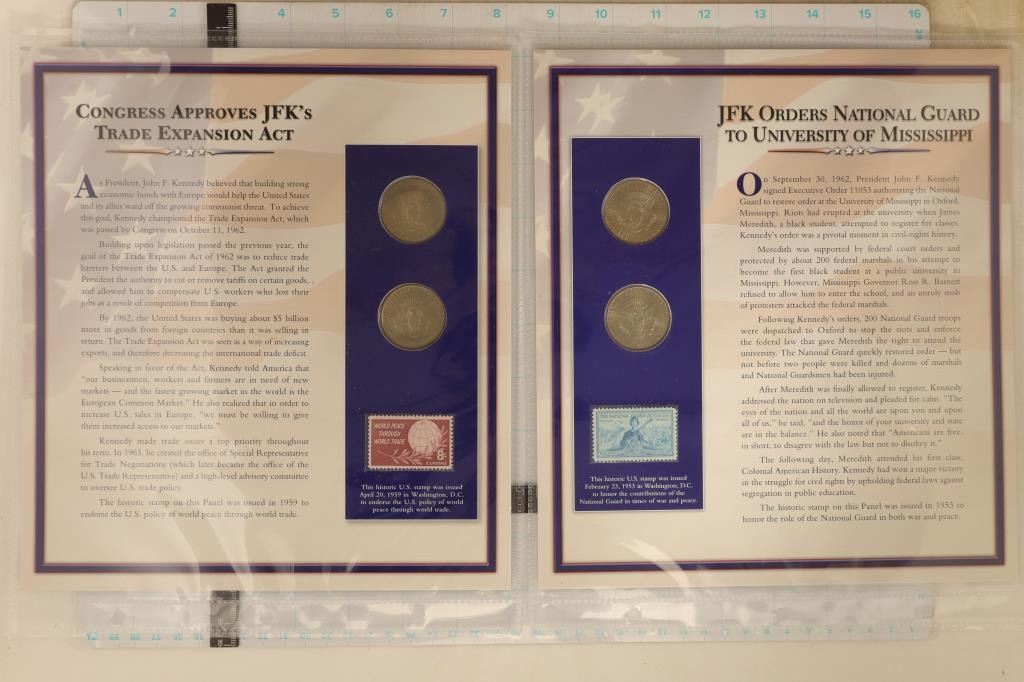 1 2 3 4 5 6 7 8 9 10 11 12 13 14 15 16
CONGRESS APPROVES JFK'S
TRADE EXPANSION ACT
As President, John F. Kennedy believed that building strong
economic bonds with Europe would help the United States
and its allies ward off the growing communist threat. To achieve
this goal, Kennedy championed the Trade Expansion Act, which
was passed by Congress on October 11, 1962.
Building upon legislation passed the previous year, the
goal of the Trade Expansion Act of 1962 was to reduce trade
barriers between the U.S. and Europe. The Act granted the
President the authority to cut or remove tariffs on certain goods,
and allowed him to compensate U.S. workers who lost their
jobs as a result of competition from Europe.
By 1962, the United States was buying about $5 billion
more in goods from foreign countries than it was selling in
return. The Trade Expansion Act was seen as a way of increasing
exports, and therefore decreasing the international trade deficit.
Speaking in favor of the Act, Kennedy told America that
"our businessmen, workers and farmers are in need of new
markets — and the fastest growing market in the world is the
European Common Market." He also realized that in order to
increase U.S. sales in Europe, "we must be willing to give
them increased access to our markets."
Kennedy made trade issues a top priority throughout
his term. In 1963, he created the office of Special Representative
for Trade Negotiations (which later became the office of the
U.S. Trade Representative) and a high-level advisory committee
to oversee U.S. trade policy.
The historic stamp on this Panel was issued in 1959 to
endorse the U.S. policy of world peace through trade.
WORLD PEACE
THROUGH
WORLD TRADE
8¢
U.S. POSTAGE
This historic U.S. stamp was issued
April 20, 1959 in Washington, D.C.
to endorse the U.S. policy of world
peace through world trade.
JFK ORDERS NATIONAL GUARD
TO UNIVERSITY OF MISSISSIPPI
THE NATIONAL GUARD OF THE U.S.
This historic U.S. stamp was issued
February 23, 1953 in Washington, D.C.
to honor the contributions of the
National Guard in times of war and peace.
On September 30, 1962, President John F. Kennedy
signed Executive Order 11053 authorizing the National
Guard to restore order at the University of Mississippi in Oxford,
Mississippi. Riots had erupted at the university when James
Meredith, a black student, attempted to register for classes.
Kennedy's order was a pivotal moment in civil-rights history.
Meredith was supported by federal court orders and
protected by about 200 federal marshals in his attempt to
become the first black student at a public university in
Mississippi. However, Mississippi Governor Ross R. Barnett
refused to allow him to enter the school, and an unruly mob
of protesters attacked the federal marshals.
Following Kennedy's orders, 200 National Guard troops
were dispatched to Oxford to stop the riots and enforce
the federal law that gave Meredith the right to attend the
university. The National Guard quickly restored order — but
not before two people were killed and dozens of marshals
and National Guardsmen had been injured.
After Meredith was finally allowed to register, Kennedy
addressed the nation on television and pleaded for calm. "The
eyes of the nation and all the world are upon you and upon
all of us," he said, "and the honor of your university and state
are in the balance." He also noted that "Americans are free,
in short, to disagree with the law but not to disobey it."
The following day, Meredith attended his first class,
Colonial American History. Kennedy had won a major victory
in the struggle for civil rights by upholding federal laws against
segregation in public education.
The historic stamp on this Panel was issued in 1953 to
honor the role of the National Guard in both war and peace.